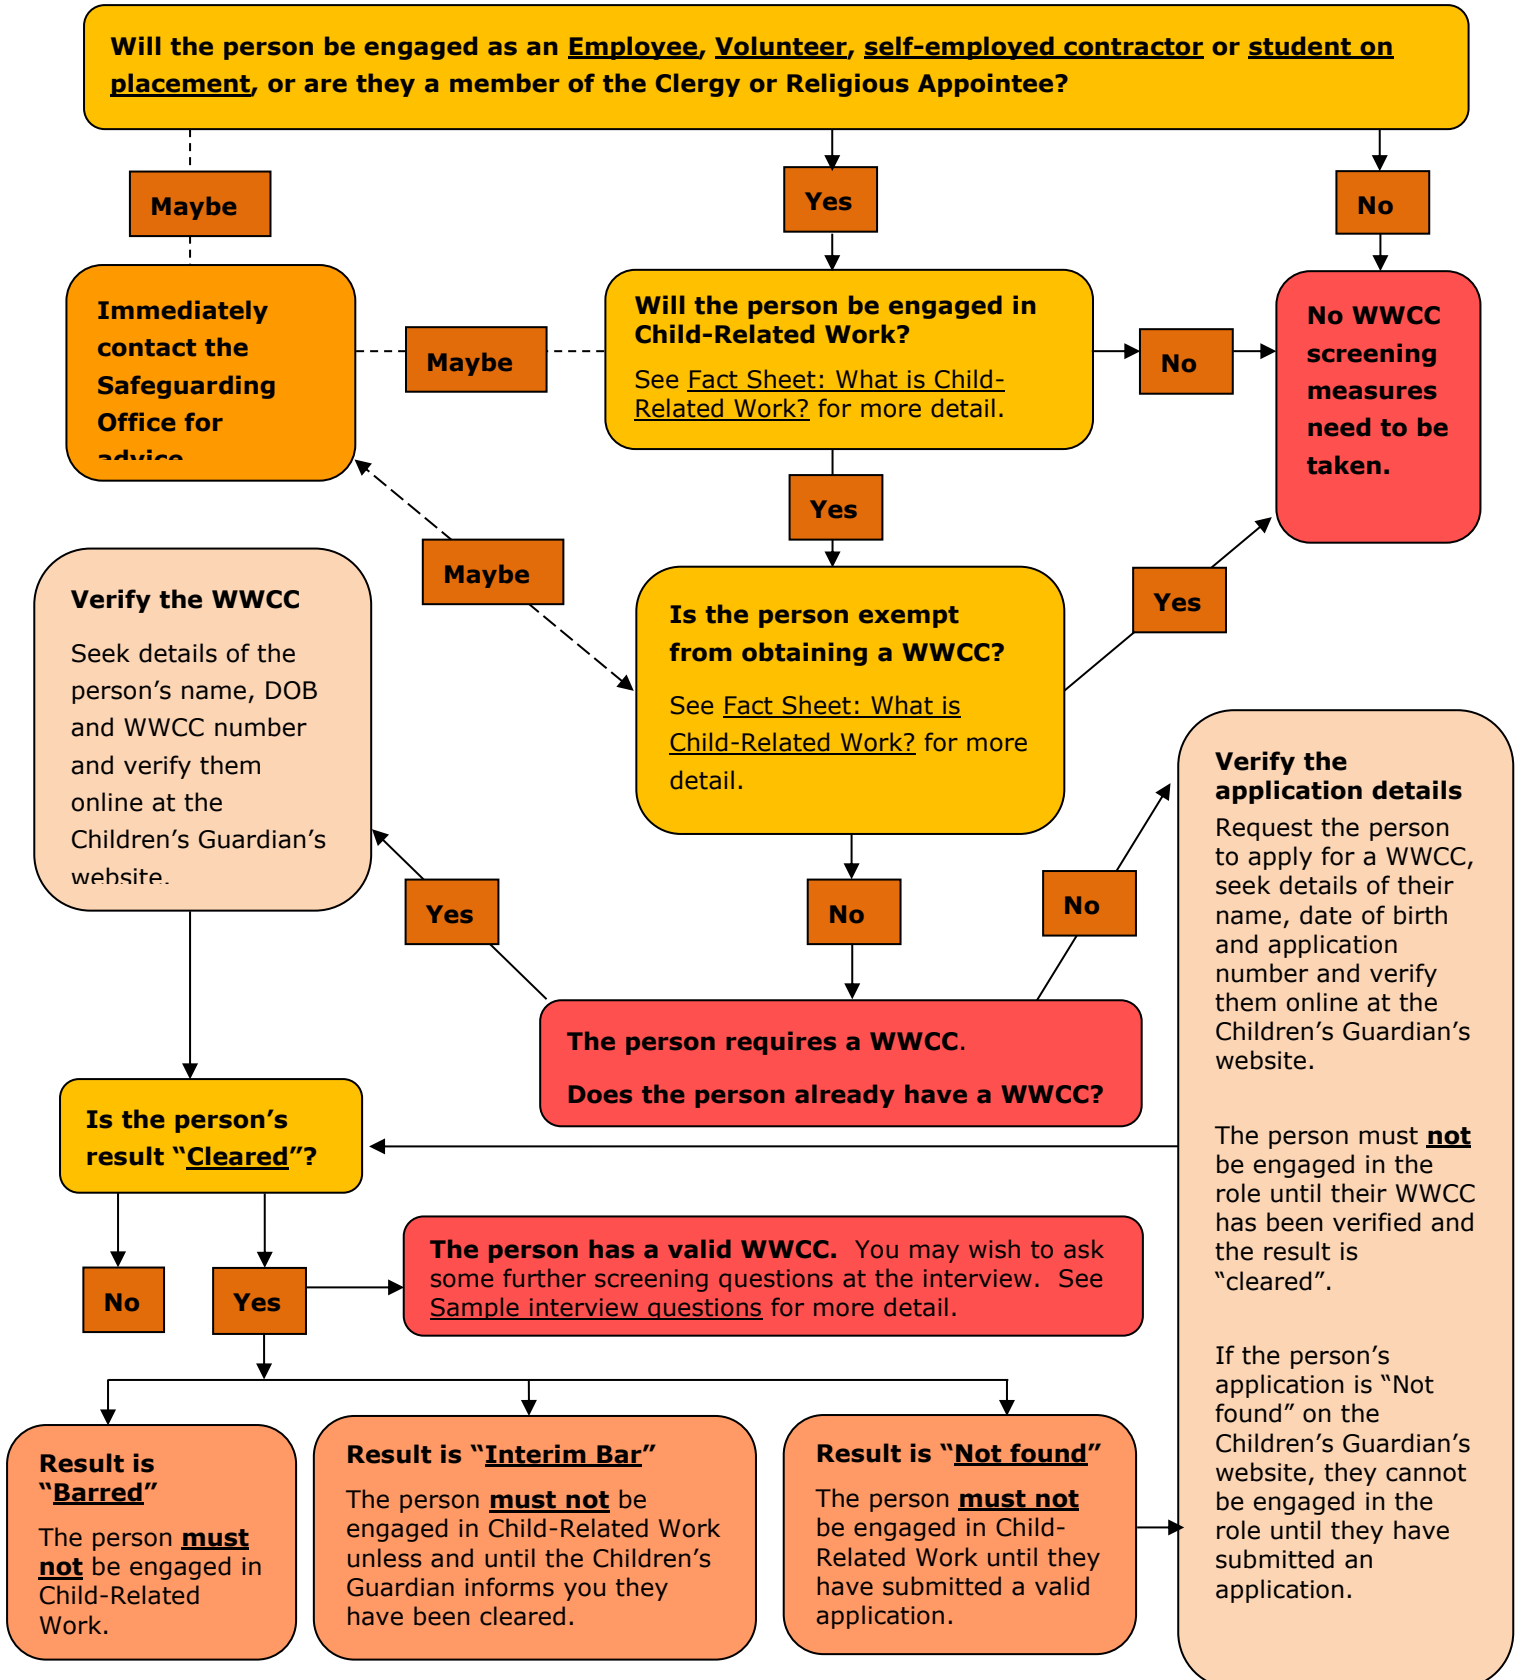 Will the person be engaged as an Employee, Volunteer, self-employed contractor or student on
placement, or are they a member of the Clergy or Religious Appointee?
Maybe
Yes
No
Immediately
contact the
Safeguarding
Office for
advice
Maybe
Will the person be engaged in
Child-Related Work?
See Fact Sheet: What is Child-
Related Work? for more detail.
No
No WWCC
screening
measures
need to be
taken.
Yes
Maybe
Yes
Is the person exempt
from obtaining a WWCC?
See Fact Sheet: What is
Child-Related Work? for more
detail.
Verify the WWCC
Seek details of the
person’s name, DOB
and WWCC number
and verify them
online at the
Children’s Guardian’s
website.
Yes
No
No
Verify the
application details
Request the person
to apply for a WWCC,
seek details of their
name, date of birth
and application
number and verify
them online at the
Children’s Guardian’s
website.
The person must not
be engaged in the
role until their WWCC
has been verified and
the result is
“cleared”.
If the person’s
application is “Not
found” on the
Children’s Guardian’s
website, they cannot
be engaged in the
role until they have
submitted an
application.
The person requires a WWCC.
Does the person already have a WWCC?
Is the person’s
result “Cleared”?
No
Yes
The person has a valid WWCC. You may wish to ask
some further screening questions at the interview. See
Sample interview questions for more detail.
Result is
“Barred”
The person must
not be engaged in
Child-Related
Work.
Result is “Interim Bar”
The person must not be
engaged in Child-Related Work
unless and until the Children’s
Guardian informs you they
have been cleared.
Result is “Not found”
The person must not
be engaged in Child-
Related Work until they
have submitted a valid
application.